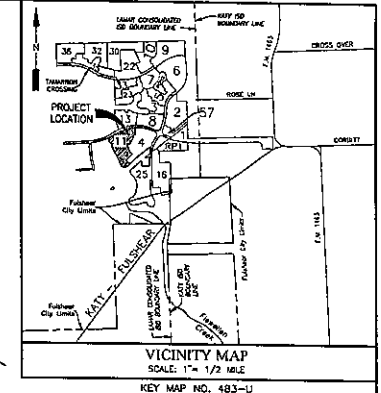 LAMAR CONSOLIDATED
ISD BOUNDARY LINE
KATY ISD
BOUNDARY LINE
N
36
32
30
10
9
22
6
CROSS OVER
F.M. 1463
TAMARRON
CROSSING
7
23
ROSE LN
PROJECT
LOCATION
2
57
13
8
11
4
RP1
CORBITT
25
16
Fulshear
City Limits
Fulshear
City Limits
F.M. 1463
KATY - FULSHEAR
LAMAR CONSOLIDATED
ISD BOUNDARY LINE
KATY ISD
BOUNDARY
LINE
Fulshear
City Limits
Flewellen
Creek
VICINITY MAP
SCALE: 1"= 1/2 MILE
KEY MAP NO. 483-U